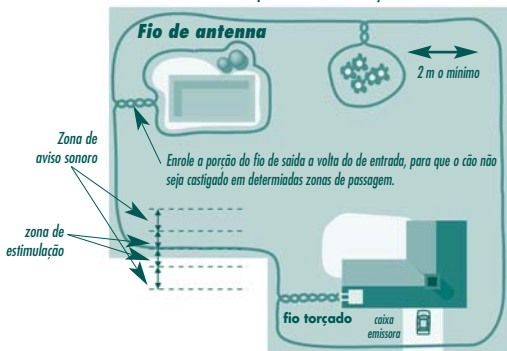 Fio de antenna
2 m o mínimo
Zona de
aviso sonoro
Enrole a porção do fio de saida a volta do de entrada, para que o cão não
seja castigado em determiadas zonas de passagem.
zona de
estimulação
fio torçado
caixa
emissora